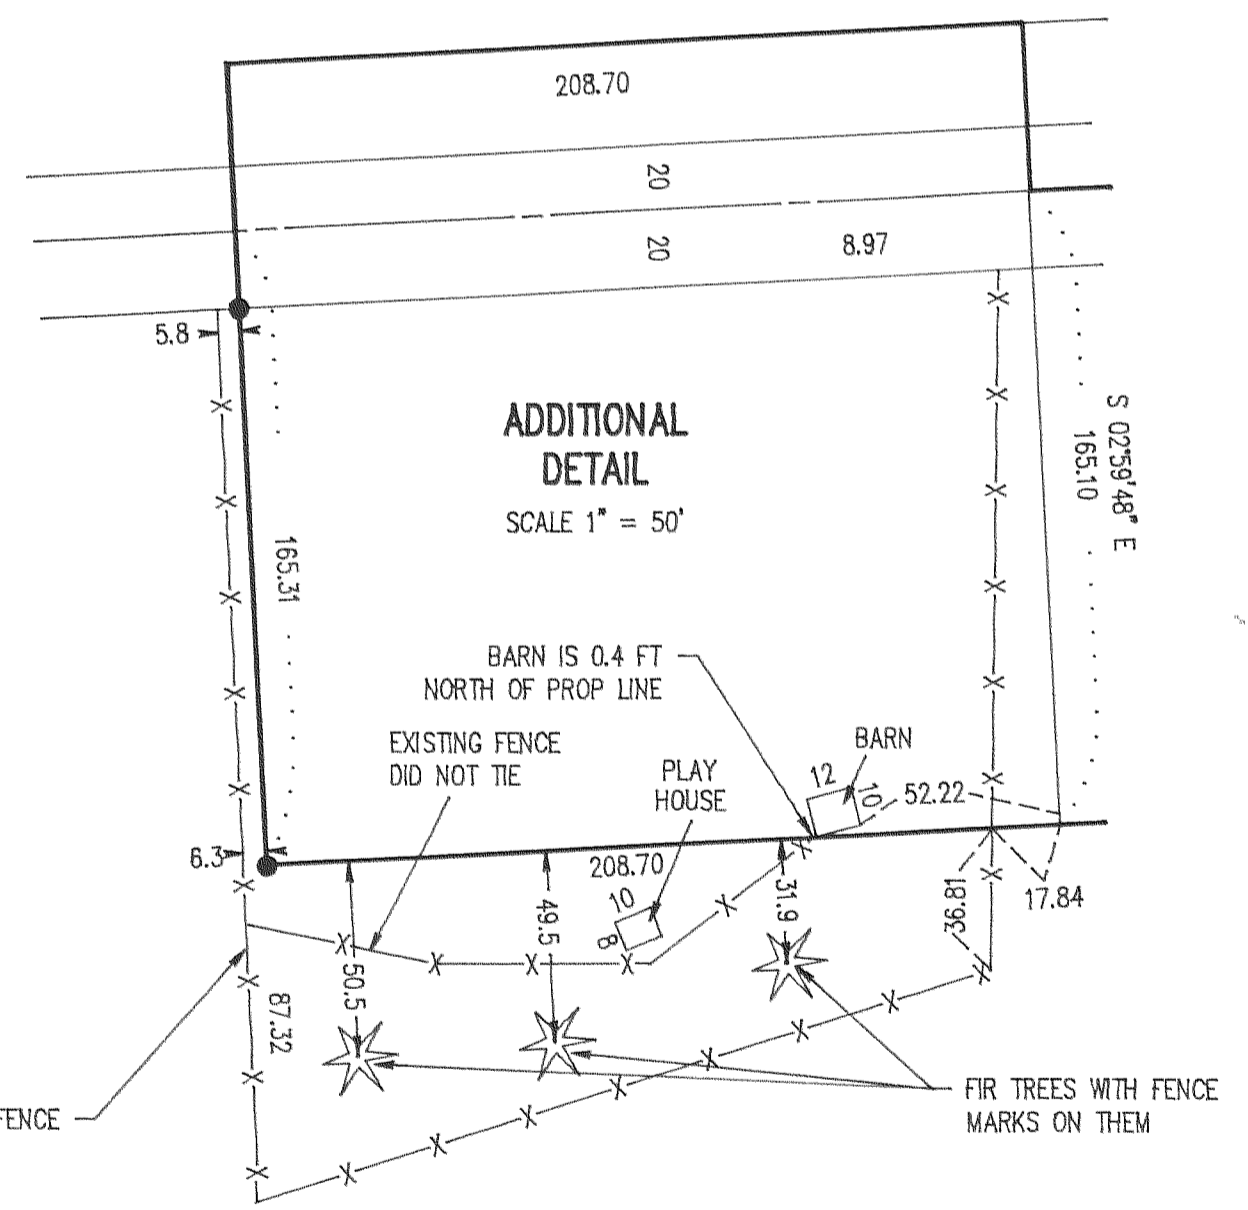 208.70
20
20
8.97
5.8
ADDITIONAL
DETAIL
SCALE 1" = 50'
S 02°59'48" E
165.10
165.31
BARN IS 0.4 FT
NORTH OF PROP LINE
EXISTING FENCE
DID NOT TIE
PLAY
HOUSE
BARN
12
10
52.22
6.3
208.70
10
8
49.5
31.9
36.81
17.84
50.5
87.32
FENCE
FIR TREES WITH FENCE
MARKS ON THEM